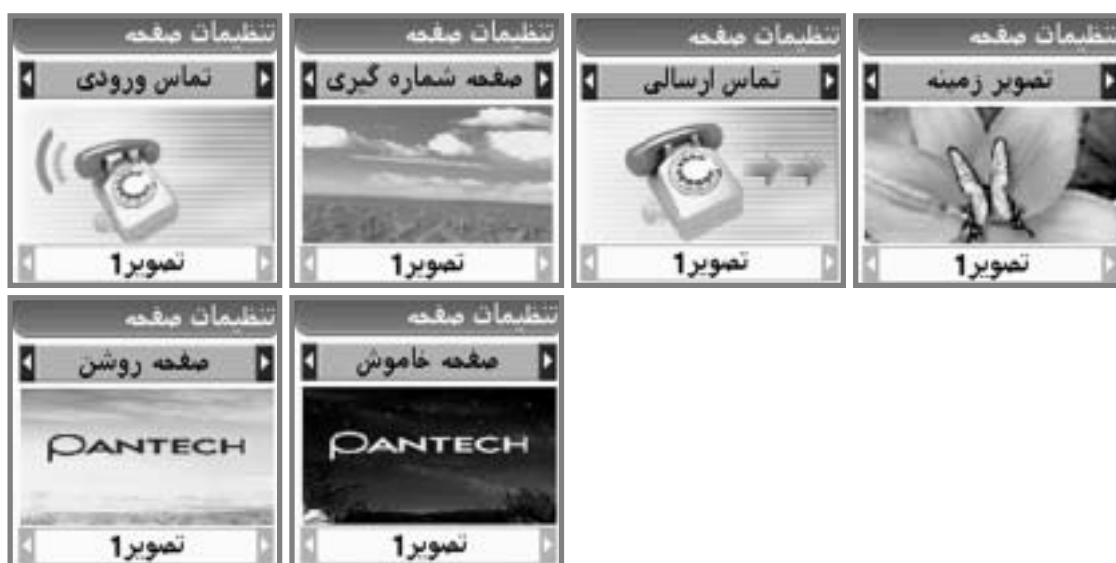 تنظیمات صفحه
تصویر زمینه
تصویر1
تنظیمات صفحه
تماس ارسالی
تصویر1
تنظیمات صفحه
صفحه شماره گیری
تصویر1
تنظیمات صفحه
تماس ورودی
تصویر1
تنظیمات صفحه
صفحه خاموش
PANTECH
تصویر1
تنظیمات صفحه
صفحه روشن
PANTECH
تصویر1